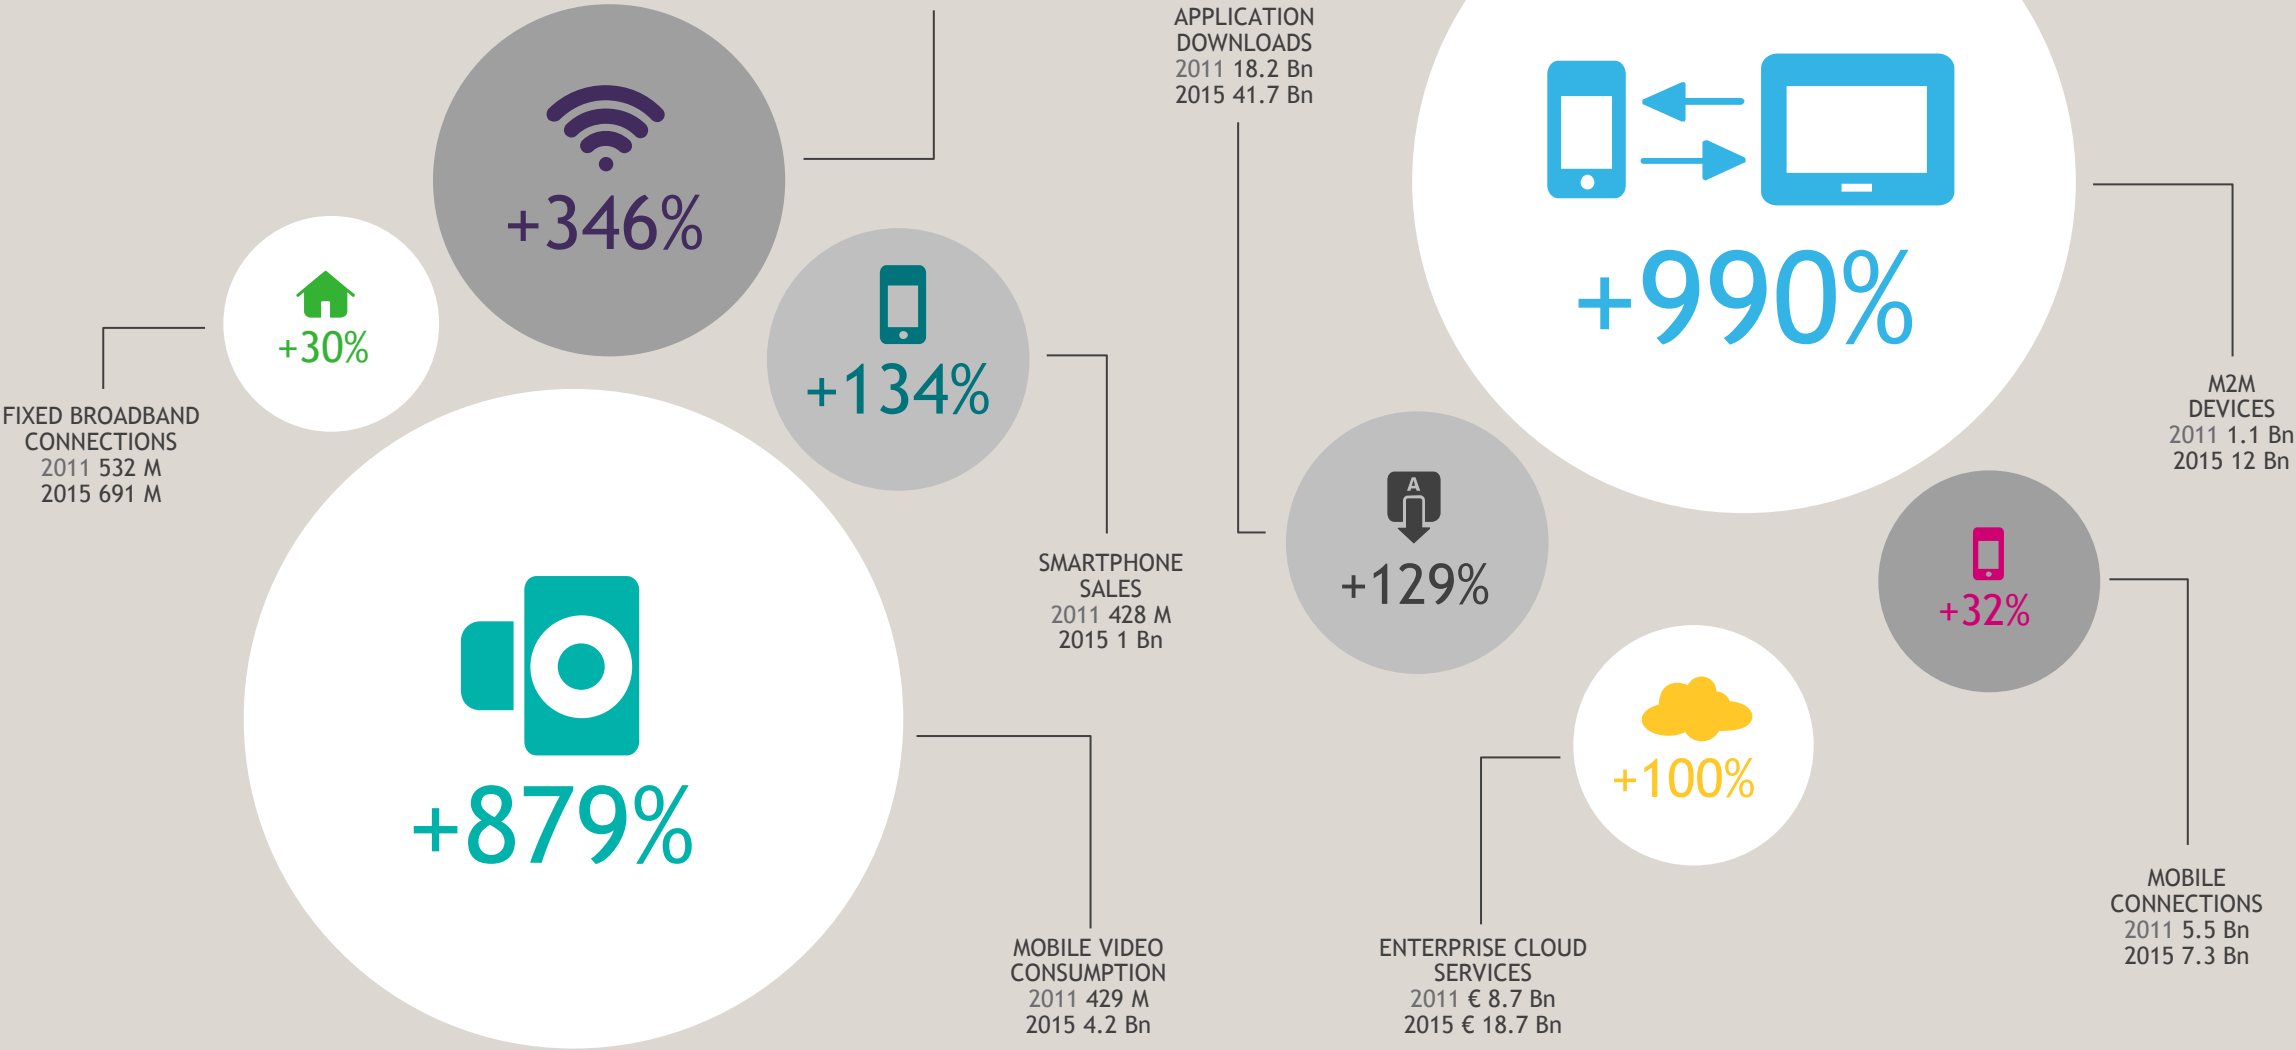 APPLICATION
DOWNLOADS
2011 18.2 Bn
2015 41.7 Bn
+346%
+990%
+30%
+134%
FIXED BROADBAND
CONNECTIONS
2011 532 M
2015 691 M
M2M
DEVICES
2011 1.1 Bn
2015 12 Bn
A
+129%
SMARTPHONE
SALES
2011 428 M
2015 1 Bn
+32%
+879%
+100%
MOBILE
CONNECTIONS
2011 5.5 Bn
2015 7.3 Bn
MOBILE VIDEO
CONSUMPTION
2011 429 M
2015 4.2 Bn
ENTERPRISE CLOUD
SERVICES
2011 € 8.7 Bn
2015 € 18.7 Bn